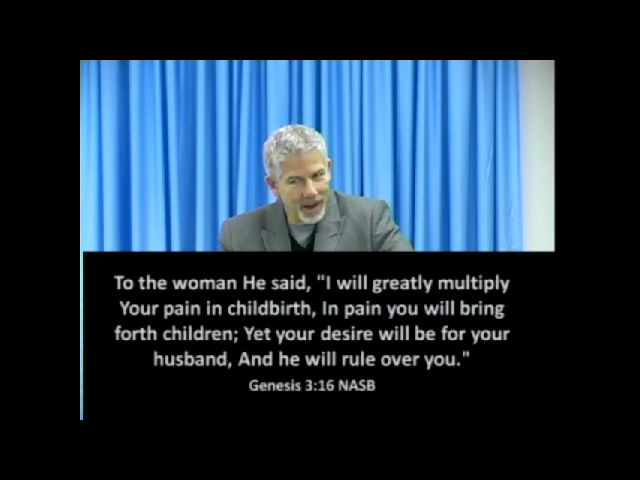 To the woman He said, "I will greatly multiply
Your pain in childbirth, In pain you will bring
forth children; Yet your desire will be for your
husband, And he will rule over you."
Genesis 3:16 NASB